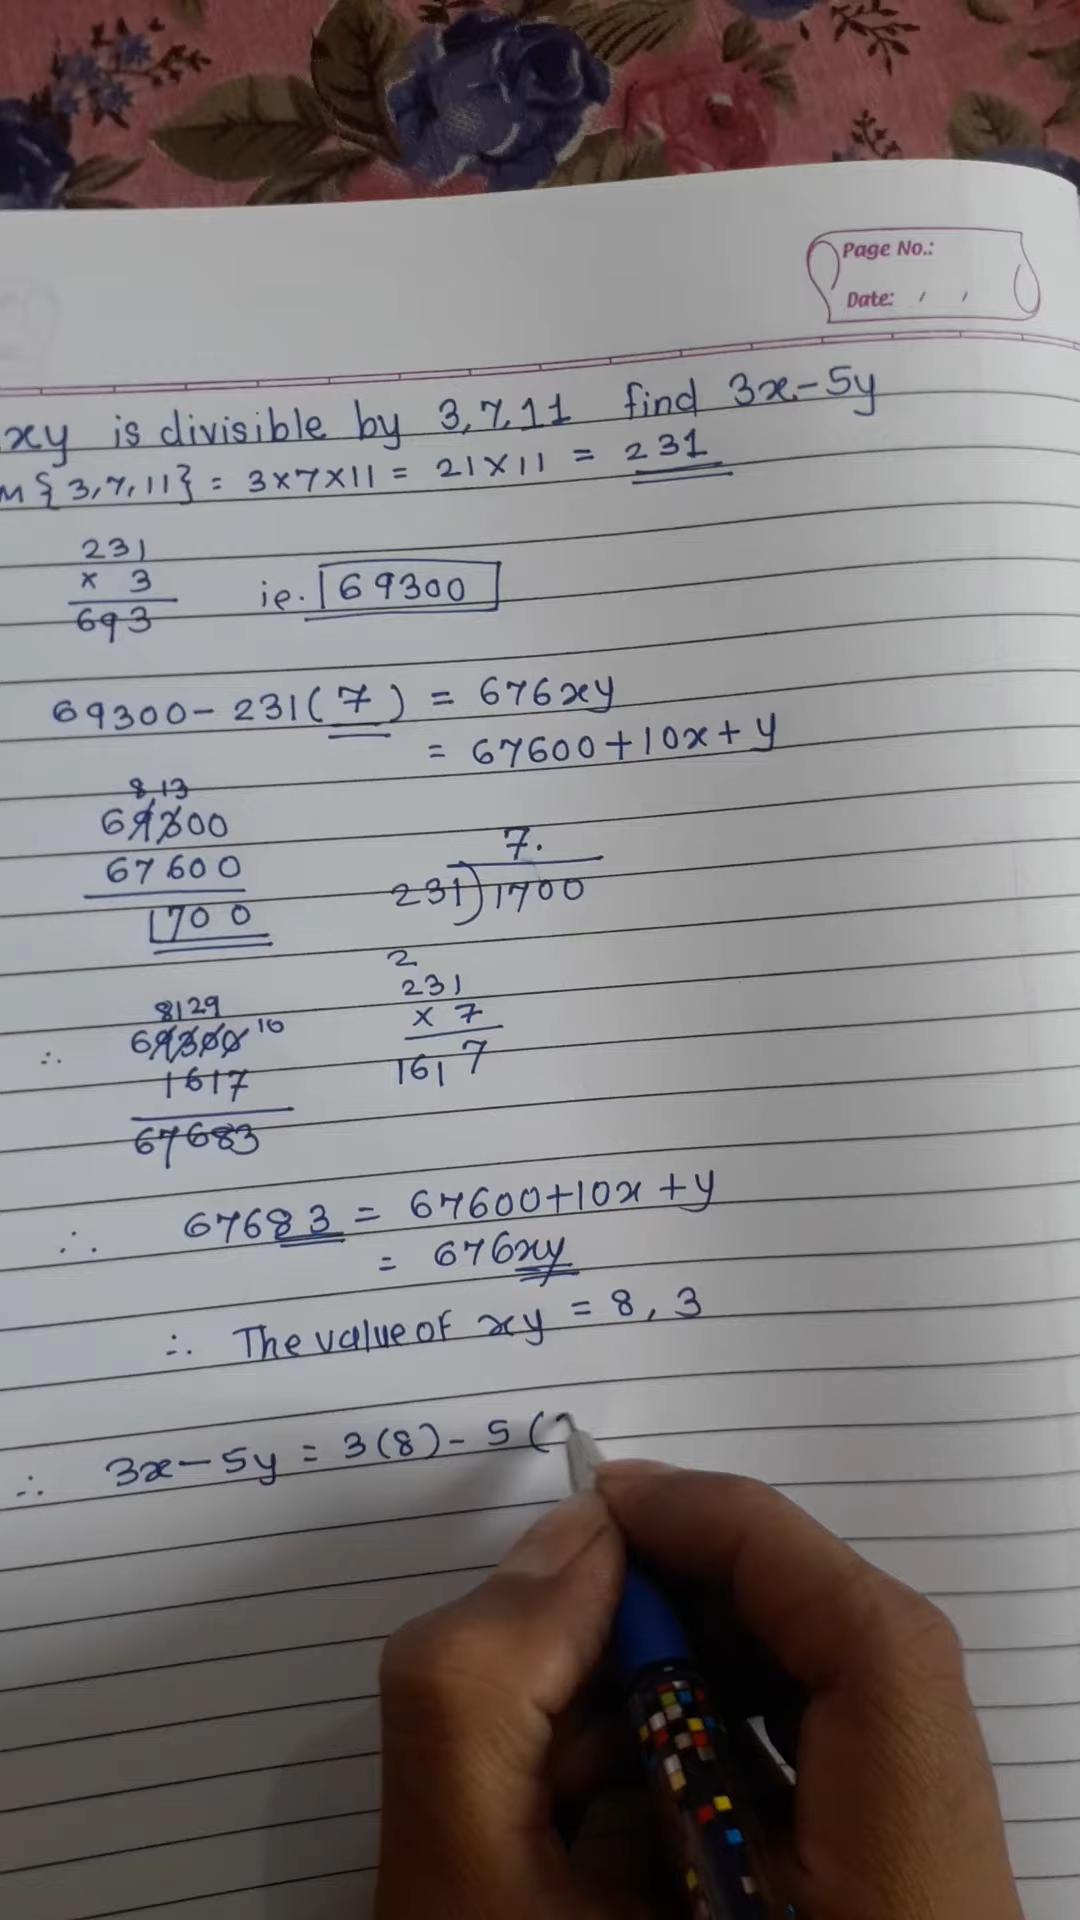 Page No.:
Date: / /
xy is divisible by 3,7,11 find 3x-5y
M{3,7,11} = 3×7×11 = 21×11 = 231
231
× 3
693
ie. 69300
69300-231(7) = 676xy
= 67600+10x+y
8 13
69300
67600
1700
7.
231)1700
2
231
× 7
1617
8129
∴ 69300 10
1617
67683
∴ 67683 = 67600+10x+y
= 676xy
∴ The value of xy = 8, 3
∴ 3x-5y = 3(8)-5(